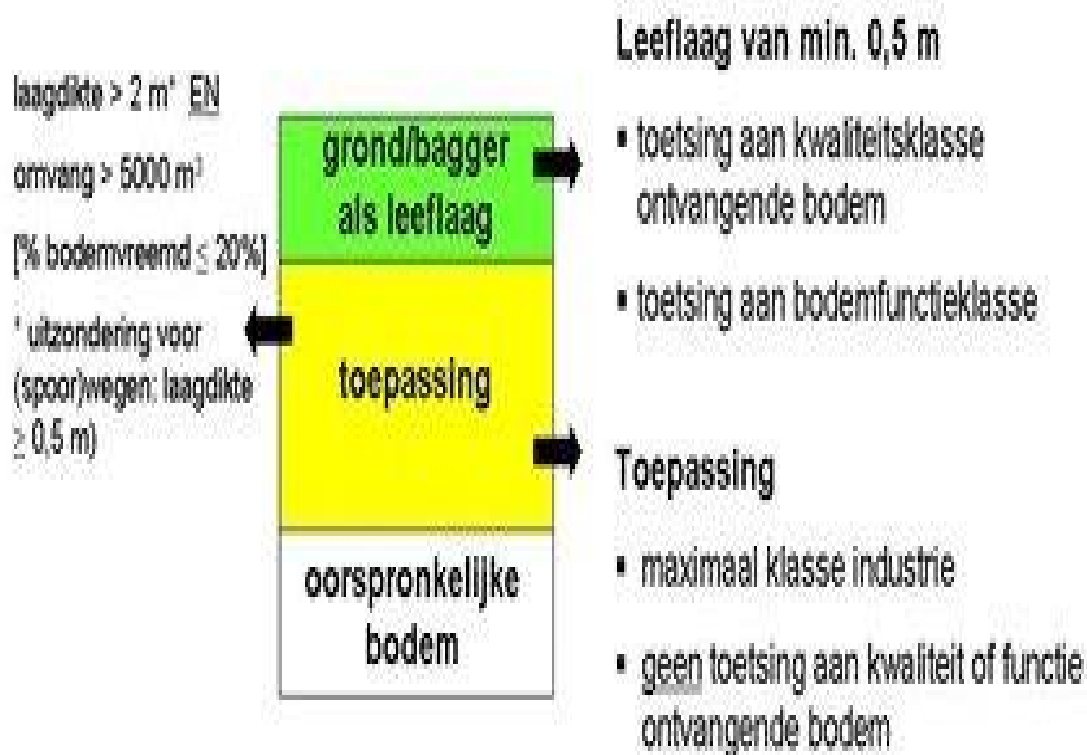 laagdikte > 2 m* EN
omvang > 5000 m³
[% bodemvreemd ≤ 20%]
* uitzondering voor
(spoor)wegen: laagdikte
≥ 0,5 m)
grond/bagger
als leeflaag
toepassing
oorspronkelijke
bodem
Leeflaag van min. 0,5 m
▪ toetsing aan kwaliteitsklasse
ontvangende bodem
▪ toetsing aan bodemfunctieklasse
Toepassing
▪ maximaal klasse industrie
▪ geen toetsing aan kwaliteit of functie
ontvangende bodem